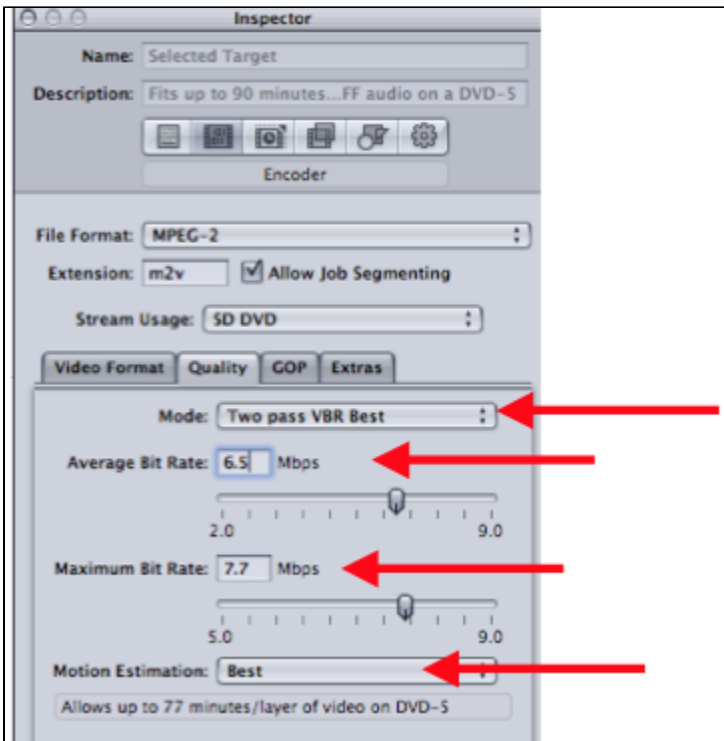 Inspector
Name: Selected Target
Description: Fits up to 90 minutes...FF audio on a DVD-5
Encoder
File Format: MPEG-2
Extension: m2v Allow Job Segmenting
Stream Usage: SD DVD
Video Format Quality GOP Extras
Mode: Two pass VBR Best
Average Bit Rate: 6.5 Mbps
2.0 9.0
Maximum Bit Rate: 7.7 Mbps
5.0 9.0
Motion Estimation: Best
Allows up to 77 minutes/layer of video on DVD-5